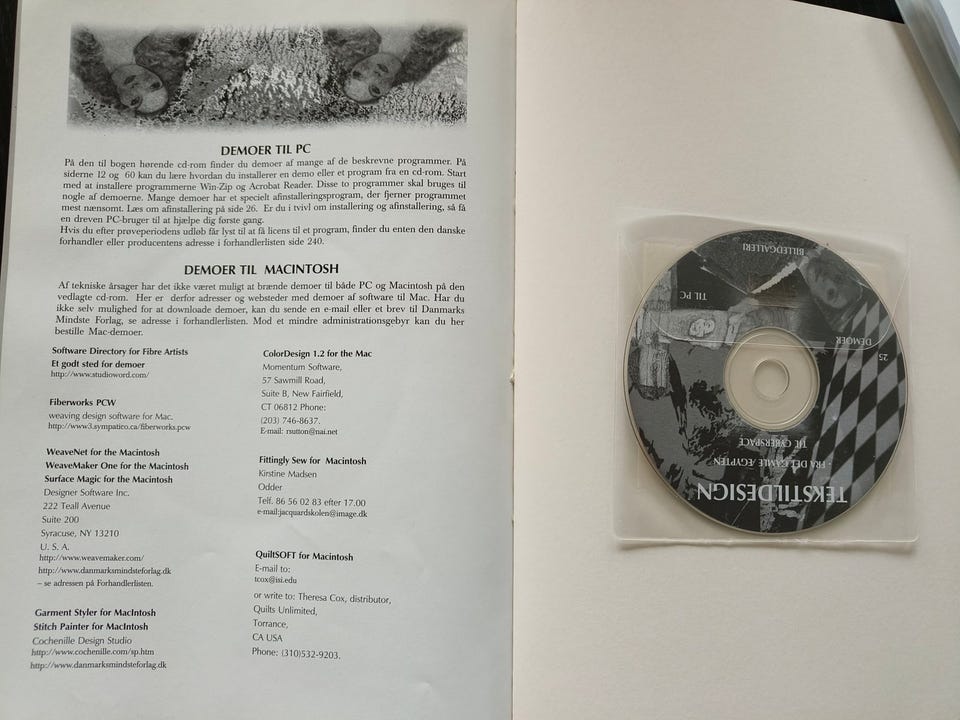 DEMOER TIL PC
På den til bogen hørende cd-rom finder du demoer af mange af de beskrevne programmer. På
siderne 12 og 60 kan du lære hvordan du installerer en demo eller et program fra en cd-rom. Start
med at installere programmerne Win-Zip og Acrobat Reader. Disse to programmer skal bruges til
nogle af demoerne. Mange demoer har et specielt afinstalleringsprogram, der fjerner programmet
mest nænsomt. Læs om afinstallering på side 26. Er du i tvivl om installering og afinstallering, så få
en dreven PC-bruger til at hjælpe dig første gang.
Hvis du efter prøveperiodens udløb får lyst til at få licens til et program, finder du enten den danske
forhandler eller producentens adresse i forhandlerlisten side 240.
DEMOER TIL MACINTOSH
Af tekniske årsager har det ikke været muligt at brænde demoer til både PC og Macintosh på den
vedlagte cd-rom. Her er derfor adresser og websteder med demoer af software til Mac. Har du
ikke selv mulighed for at downloade demoer, kan du sende en e-mail eller et brev til Danmarks
Mindste Forlag, se adresse i forhandlerlisten. Mod et mindre administrationsgebyr kan du her
bestille Mac-demoer.
Software Directory for Fibre Artists
Et godt sted for demoer
http://www.studioword.com/
Fiberworks PCW
weaving design software for Mac.
http://www3.sympatico.ca/fiberworks.pcw
WeaveNet for the Macintosh
WeaveMaker One for the Macintosh
Surface Magic for the Macintosh
Designer Software Inc.
222 Teall Avenue
Suite 200
Syracuse, NY 13210
U. S. A.
http://www.weavemaker.com/
http://www.danmarksmindsteforlag.dk
– se adressen på Forhandlerlisten.
Garment Styler for MacIntosh
Stitch Painter for MacIntosh
Cochenille Design Studio
http://www.cochenille.com/sp.htm
http://www.danmarksmindsteforlag.dk
ColorDesign 1.2 for the Mac
Momentum Software,
57 Sawmill Road,
Suite B, New Fairfield,
CT 06812 Phone:
(203) 746-8637.
E-mail: rsutton@nai.net
Fittingly Sew for Macintosh
Kirstine Madsen
Odder
Telf. 86 56 02 83 efter 17.00
e-mail:jacquardskolen@image.dk
QuiltSOFT for Macintosh
E-mail to:
tcox@isi.edu
or write to: Theresa Cox, distributor,
Quilts Unlimited,
Torrance,
CA USA
Phone: (310)532-9203.
TEKSTILDESIGN
· FRA DET GAMLE ÆGYPTEN
TIL CYBERSPACE
25
DEMOER
TIL PC
BILLEDGALLERI